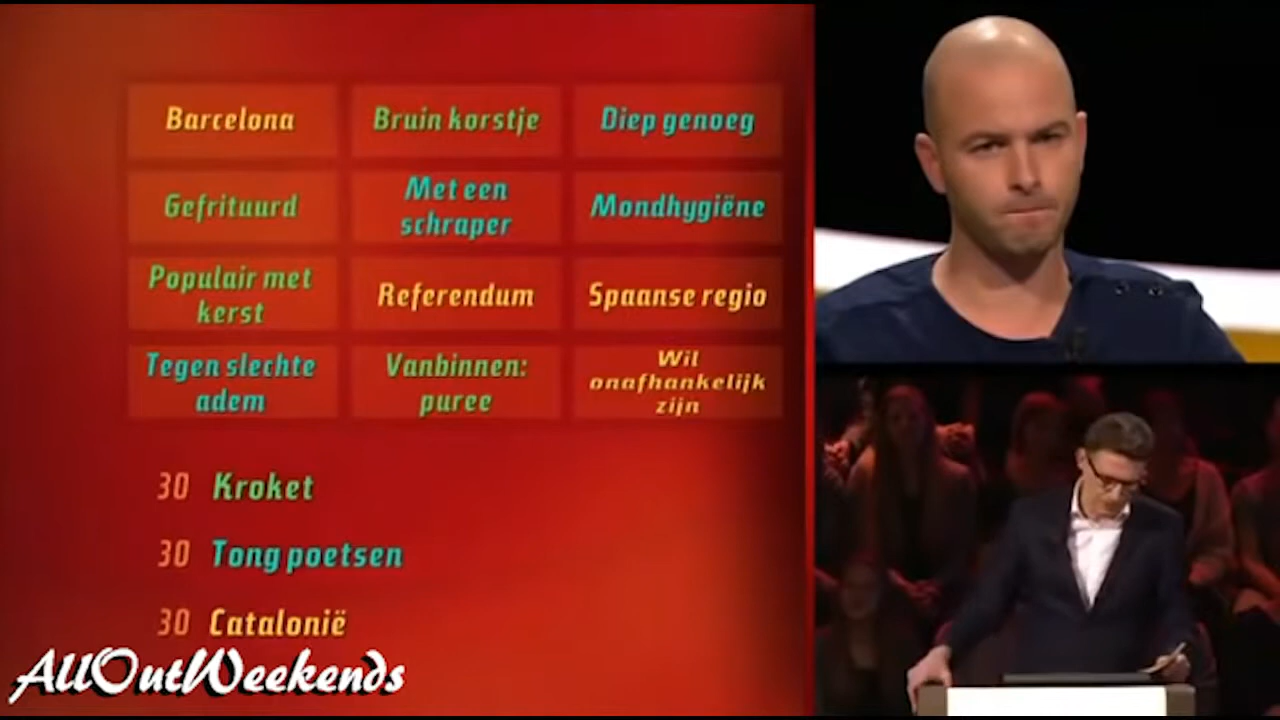 Barcelona
Bruin korstje
Diep genoeg
Gefrituurd
Met een
schraper
Mondhygiëne
Populair met
kerst
Referendum
Spaanse regio
Tegen slechte
adem
Vanbinnen:
puree
Wil
onafhankelijk
zijn
30 Kroket
30 Tong poetsen
30 Catalonië
AllOutWeekends